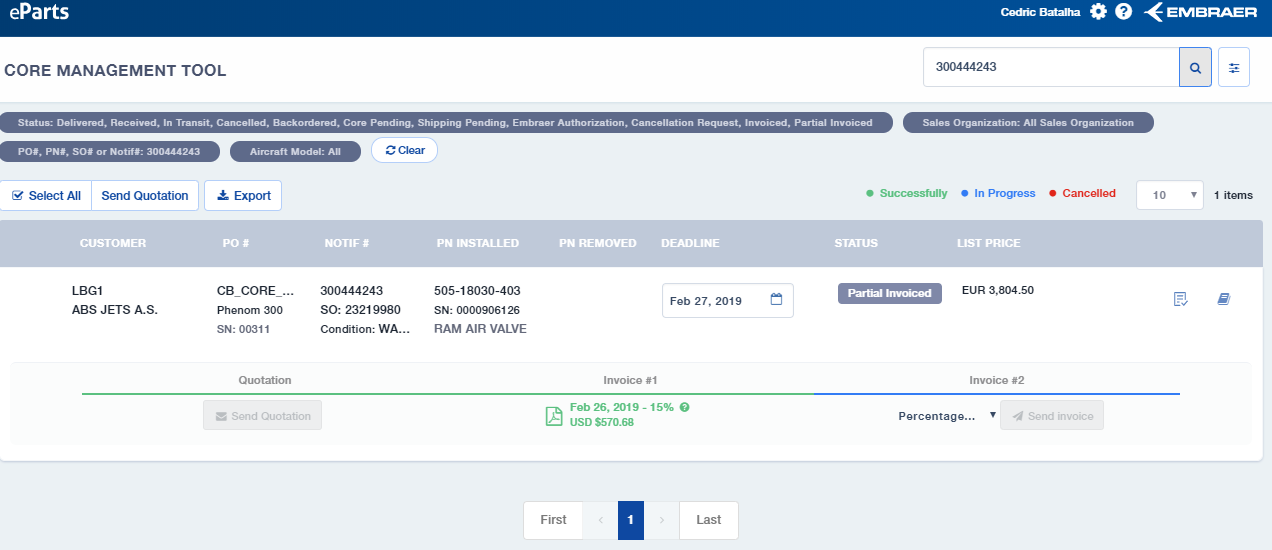 eParts
Cedric Batalha
EMBRAER
CORE MANAGEMENT TOOL
300444243
Status: Delivered, Received, In Transit, Cancelled, Backordered, Core Pending, Shipping Pending, Embraer Authorization, Cancellation Request, Invoiced, Partial Invoiced
Sales Organization: All Sales Organization
PO#, PN#, SO# or Notif#: 300444243
Aircraft Model: All
Clear
Select All
Send Quotation
Export
Successfully
In Progress
Cancelled
10
1 items
CUSTOMER
PO #
NOTIF #
PN INSTALLED
PN REMOVED
DEADLINE
STATUS
LIST PRICE
LBG1
ABS JETS A.S.
CB_CORE_...
Phenom 300
SN: 00311
300444243
SO: 23219980
Condition: WA...
505-18030-403
SN: 0000906126
RAM AIR VALVE
Feb 27, 2019
Partial Invoiced
EUR 3,804.50
Quotation
Send Quotation
Invoice #1
Feb 26, 2019 - 15% ?
USD $570.68
Invoice #2
Percentage...
Send invoice
First
‹
1
›
Last